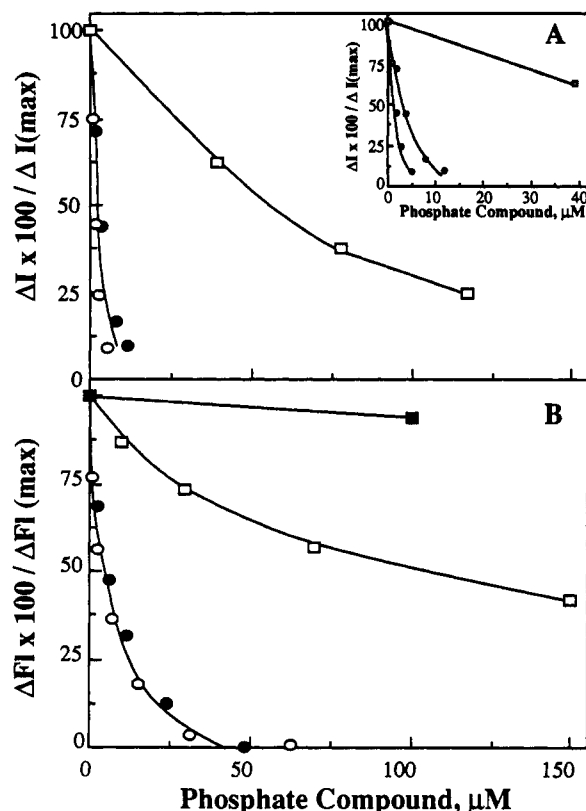 A
100
75
50
25
0
ΔI x 100 / Δ I(max)
100
75
50
25
0
ΔI x 100 / Δ I(max)
0 10 20 30 40
Phosphate Compound, μM
B
75
50
25
0
ΔFl x 100 / ΔFl (max)
0 50 100 150
Phosphate Compound, μM